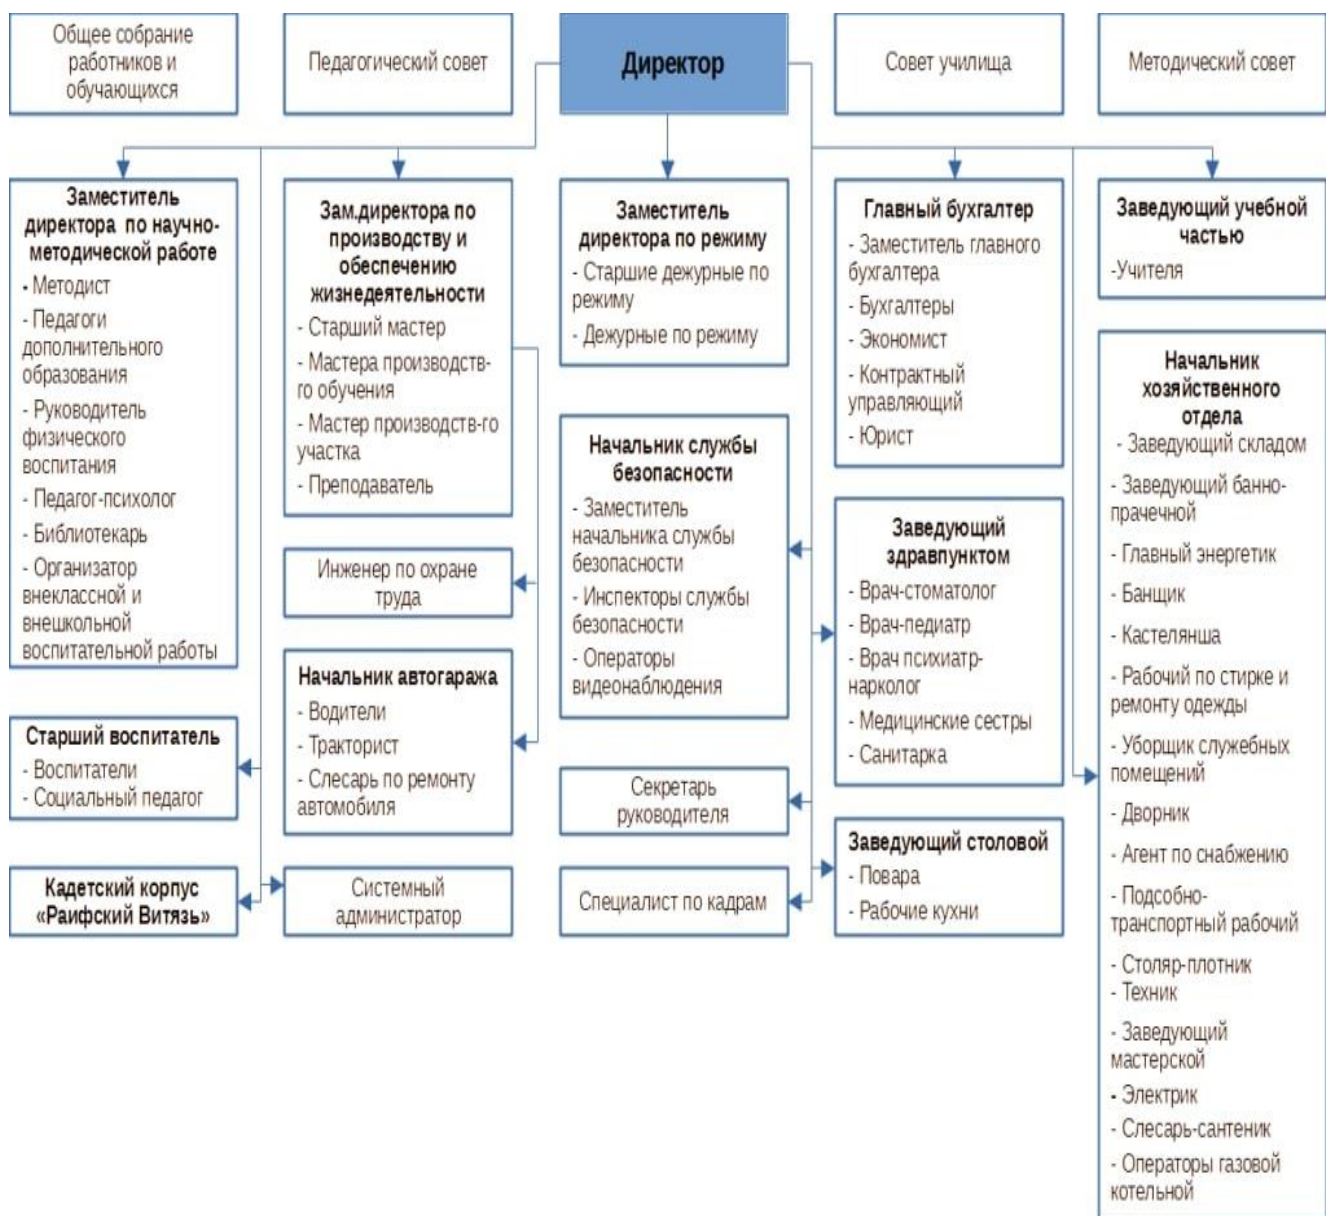 Общее собрание
работников и
обучающихся
Педагогический совет
Директор
Совет училища
Методический совет
Заместитель
директора по научно-
методической работе
- Методист
- Педагоги
дополнительного
образования
- Руководитель
физического
воспитания
- Педагог-психолог
- Библиотекарь
- Организатор
внеклассной и
внешкольной
воспитательной работы
Старший воспитатель
- Воспитатели
- Социальный педагог
Кадетский корпус
«Раифский Витязь»
Зам.директора по
производству и
обеспечению
жизнедеятельности
- Старший мастер
- Мастера производств-
го обучения
- Мастер производств-го
участка
- Преподаватель
Инженер по охране
труда
Начальник автогаража
- Водители
- Тракторист
- Слесарь по ремонту
автомобиля
Системный
администратор
Заместитель
директора по режиму
- Старшие дежурные по
режиму
- Дежурные по режиму
Начальник службы
безопасности
- Заместитель
начальника службы
безопасности
- Инспекторы службы
безопасности
- Операторы
видеонаблюдения
Секретарь
руководителя
Специалист по кадрам
Главный бухгалтер
- Заместитель главного
бухгалтера
- Бухгалтеры
- Экономист
- Контрактный
управляющий
- Юрист
Заведующий
здравпунктом
- Врач-стоматолог
- Врач-педиатр
- Врач психиатр-
нарколог
- Медицинские сестры
- Санитарка
Заведующий столовой
- Повара
- Рабочие кухни
Заведующий учебной
частью
-Учителя
Начальник
хозяйственного
отдела
- Заведующий складом
- Заведующий банно-
прачечной
- Главный энергетик
- Банщик
- Кастелянша
- Рабочий по стирке и
ремонту одежды
- Уборщик служебных
помещений
- Дворник
- Агент по снабжению
- Подсобно-
транспортный рабочий
- Столяр-плотник
- Техник
- Заведующий
мастерской
- Электрик
- Слесарь-сантеник
- Операторы газовой
котельной